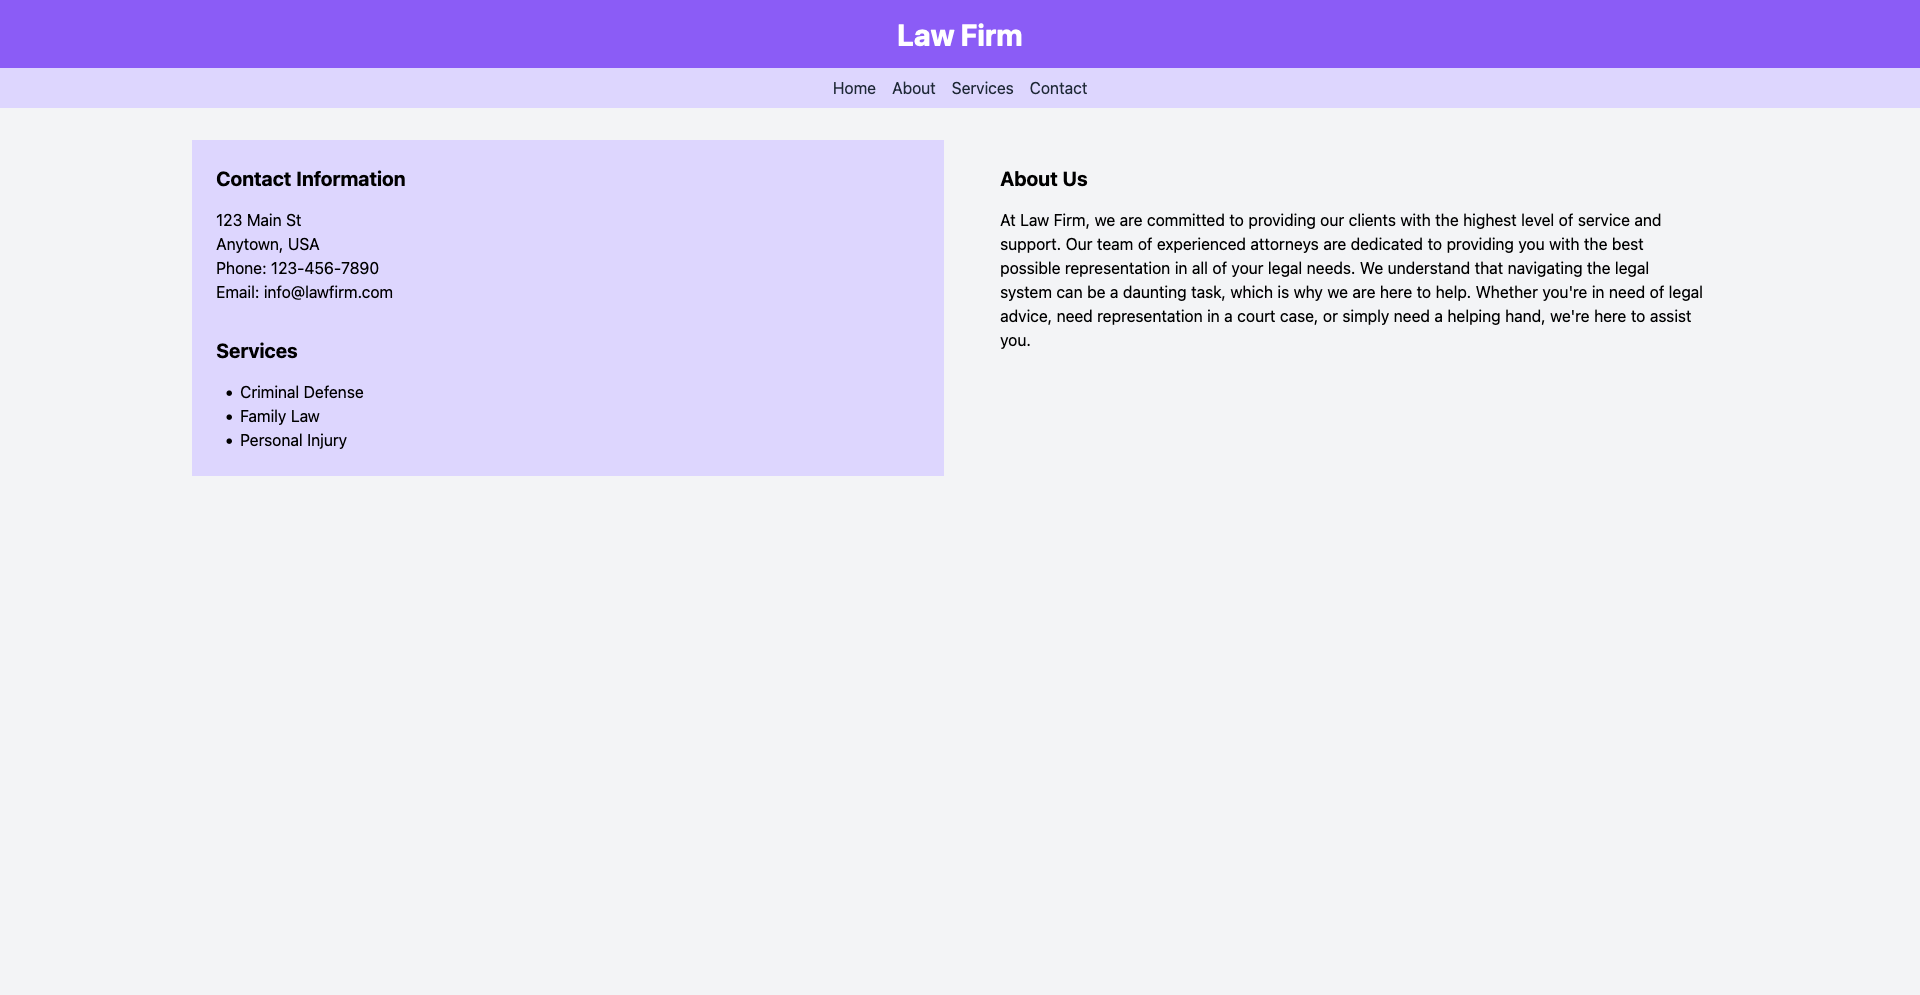 Law Firm
Home About Services Contact
Contact Information
123 Main St
Anytown, USA
Phone: 123-456-7890
Email: info@lawfirm.com
Services
• Criminal Defense
• Family Law
• Personal Injury
About Us
At Law Firm, we are committed to providing our clients with the highest level of service and
support. Our team of experienced attorneys are dedicated to providing you with the best
possible representation in all of your legal needs. We understand that navigating the legal
system can be a daunting task, which is why we are here to help. Whether you're in need of legal
advice, need representation in a court case, or simply need a helping hand, we're here to assist
you.